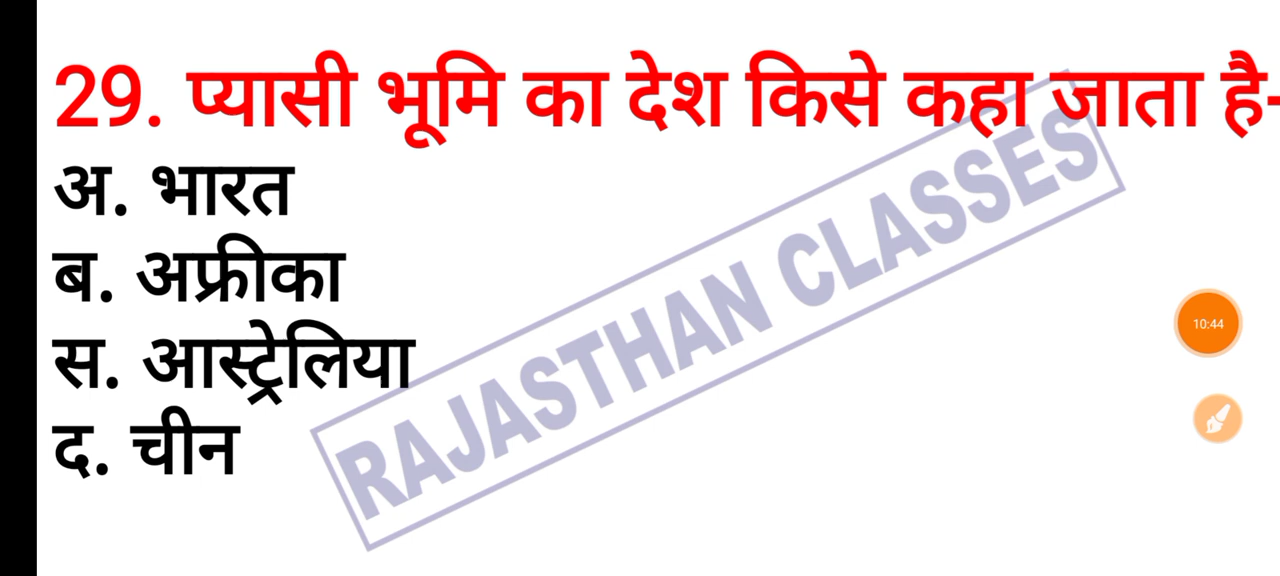 29. प्यासी भूमि का देश किसे कहा जाता है-
अ. भारत
ब. अफ्रीका
स. आस्ट्रेलिया
द. चीन
RAJASTHAN CLASSES
10:44